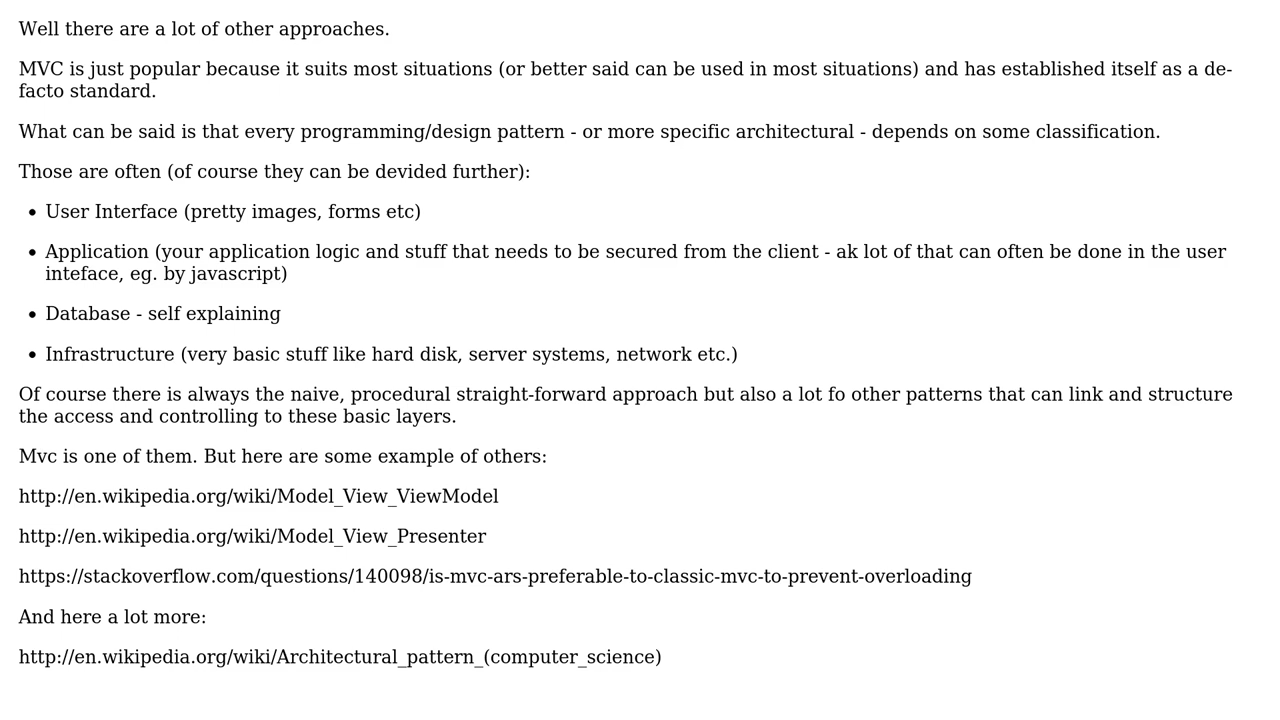 Well there are a lot of other approaches.
MVC is just popular because it suits most situations (or better said can be used in most situations) and has established itself as a de-
facto standard.
What can be said is that every programming/design pattern - or more specific architectural - depends on some classification.
Those are often (of course they can be devided further):
• User Interface (pretty images, forms etc)
• Application (your application logic and stuff that needs to be secured from the client - ak lot of that can often be done in the user
inteface, eg. by javascript)
• Database - self explaining
• Infrastructure (very basic stuff like hard disk, server systems, network etc.)
Of course there is always the naive, procedural straight-forward approach but also a lot fo other patterns that can link and structure
the access and controlling to these basic layers.
Mvc is one of them. But here are some example of others:
http://en.wikipedia.org/wiki/Model_View_ViewModel
http://en.wikipedia.org/wiki/Model_View_Presenter
https://stackoverflow.com/questions/140098/is-mvc-ars-preferable-to-classic-mvc-to-prevent-overloading
And here a lot more:
http://en.wikipedia.org/wiki/Architectural_pattern_(computer_science)